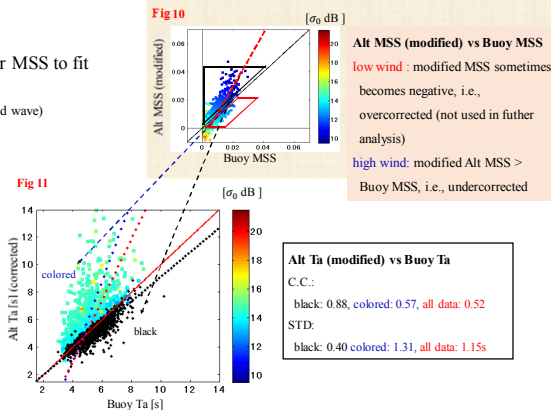 r MSS to fit
d wave)
Fig 10
[σ₀ dB]
Alt MSS (modified)
0.06
0.04
0.02
0
0
0.02
0.04
0.06
Buoy MSS
20
18
16
14
12
10
Alt MSS (modified) vs Buoy MSS
low wind : modified MSS sometimes
becomes negative, i.e.,
overcorrected (not used in futher
analysis)
high wind: modified Alt MSS >
Buoy MSS, i.e., undercorrected
Fig 11
[σ₀ dB]
Alt Ta [s] (corrected)
14
12
10
8
6
4
2
2
4
6
8
10
12
14
Buoy Ta [s]
colored
black
20
18
16
14
12
10
Alt Ta (modified) vs Buoy Ta
C.C.:
black: 0.88, colored: 0.57, all data: 0.52
STD:
black: 0.40 colored: 1.31, all data: 1.15s